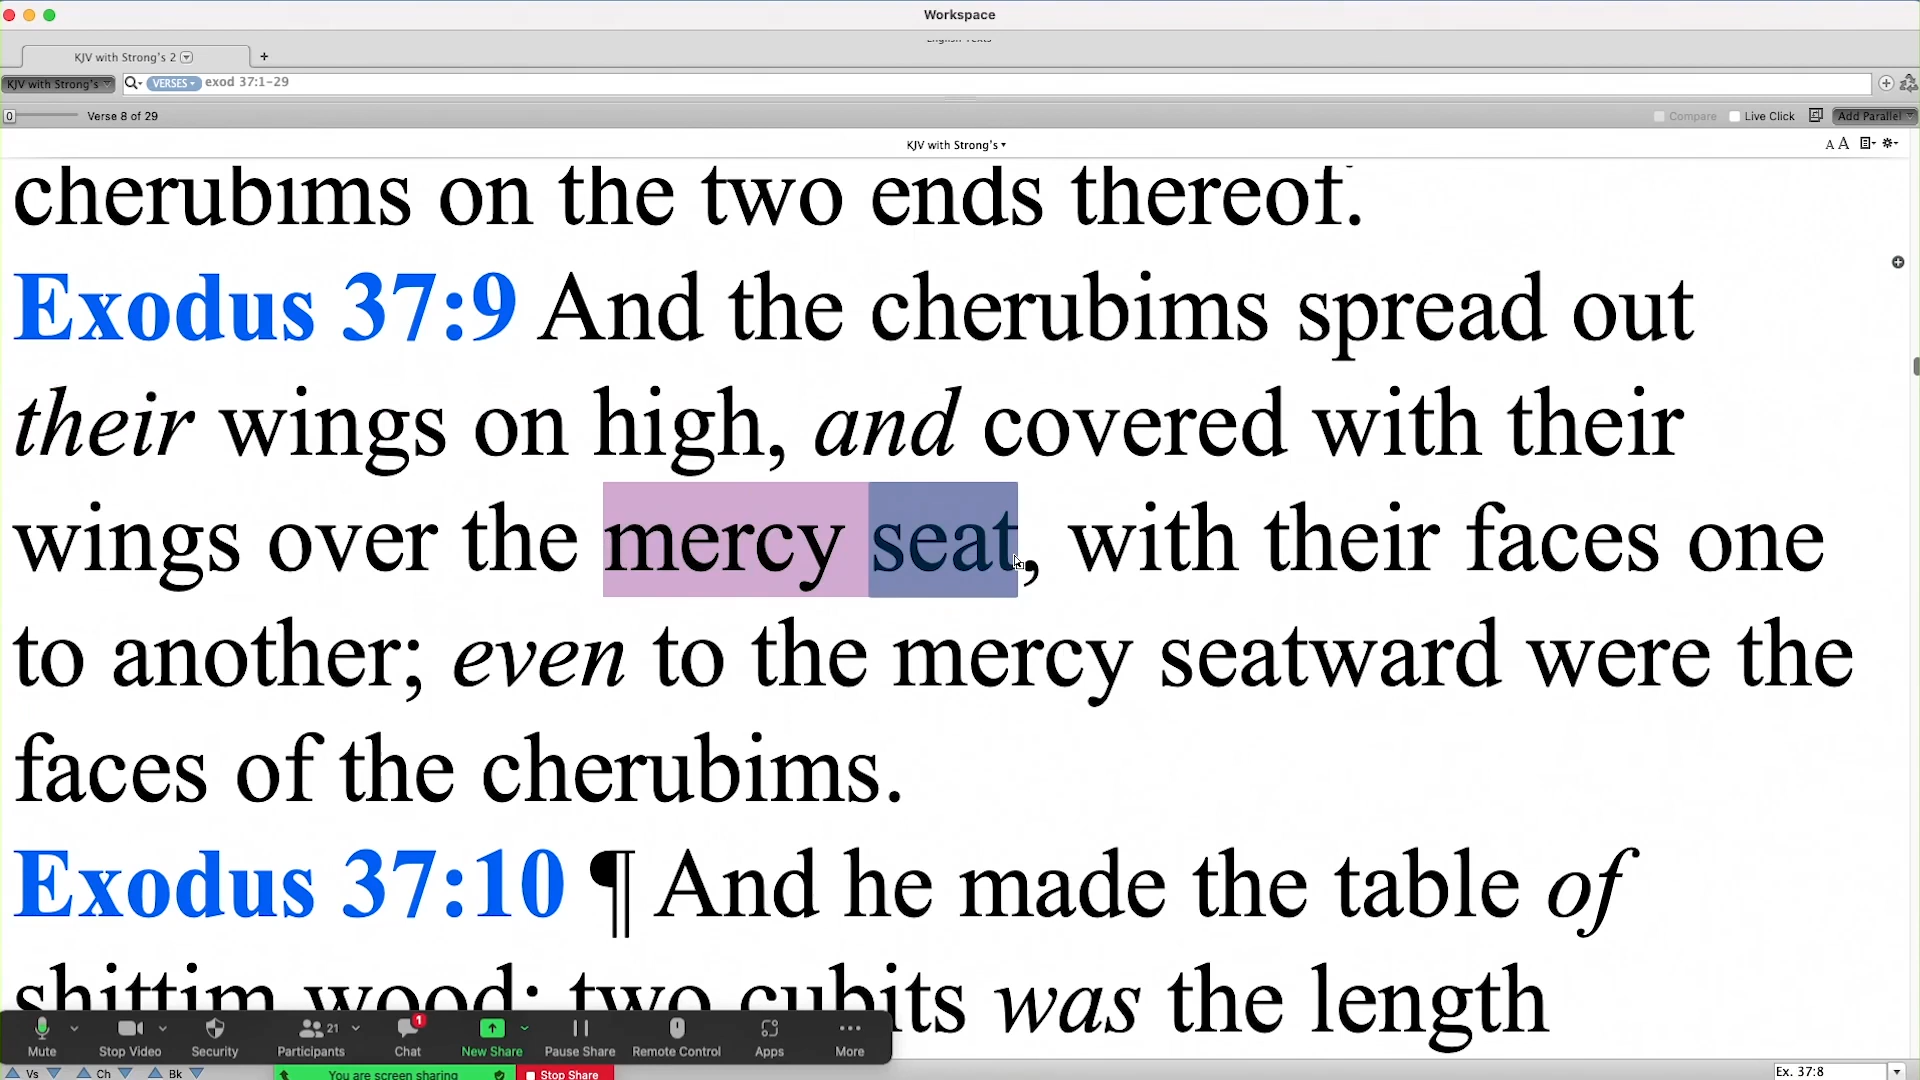 Workspace
English Texts
KJV with Strong's 2
+
KJV with Strong's VERSES exod 37:1-29
0 Verse 8 of 29 Compare Live Click Add Parallel
KJV with Strong's A A
cherubims on the two ends thereof.
Exodus 37:9 And the cherubims spread out
their wings on high, and covered with their
wings over the mercy seat, with their faces one
to another; even to the mercy seatward were the
faces of the cherubims.
Exodus 37:10 ¶ And he made the table of
shittim wood: two cubits was the length
21 1
Mute Stop Video Security Participants Chat New Share Pause Share Remote Control Apps More
Vs Ch Bk You are screen sharing Stop Share Ex. 37:8